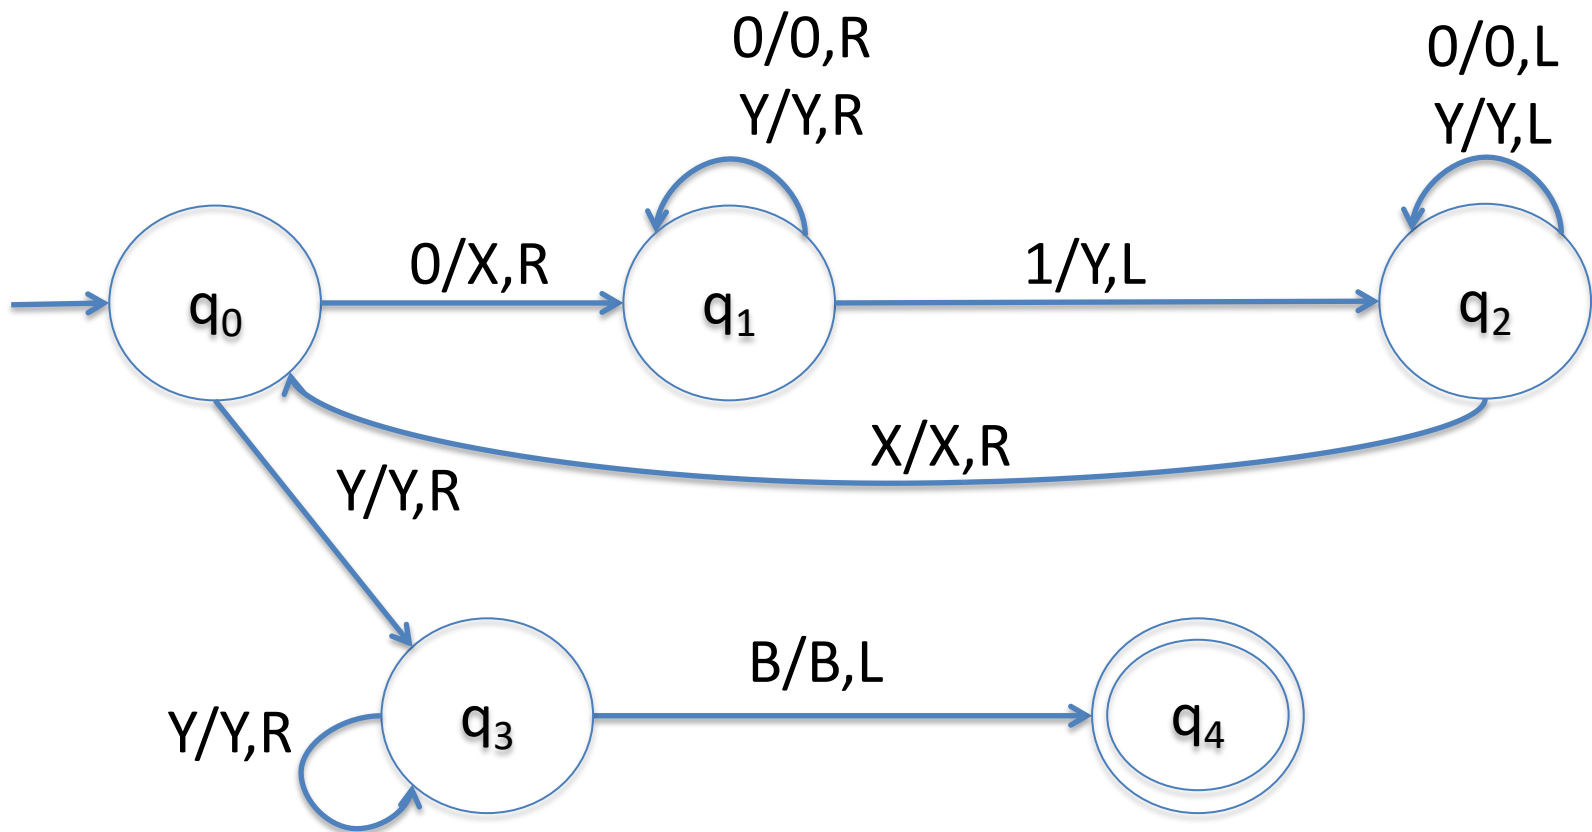 0/0,R
Y/Y,R
0/0,L
Y/Y,L
0/X,R
1/Y,L
q₀
q₁
q₂
X/X,R
Y/Y,R
B/B,L
Y/Y,R
q₃
q₄